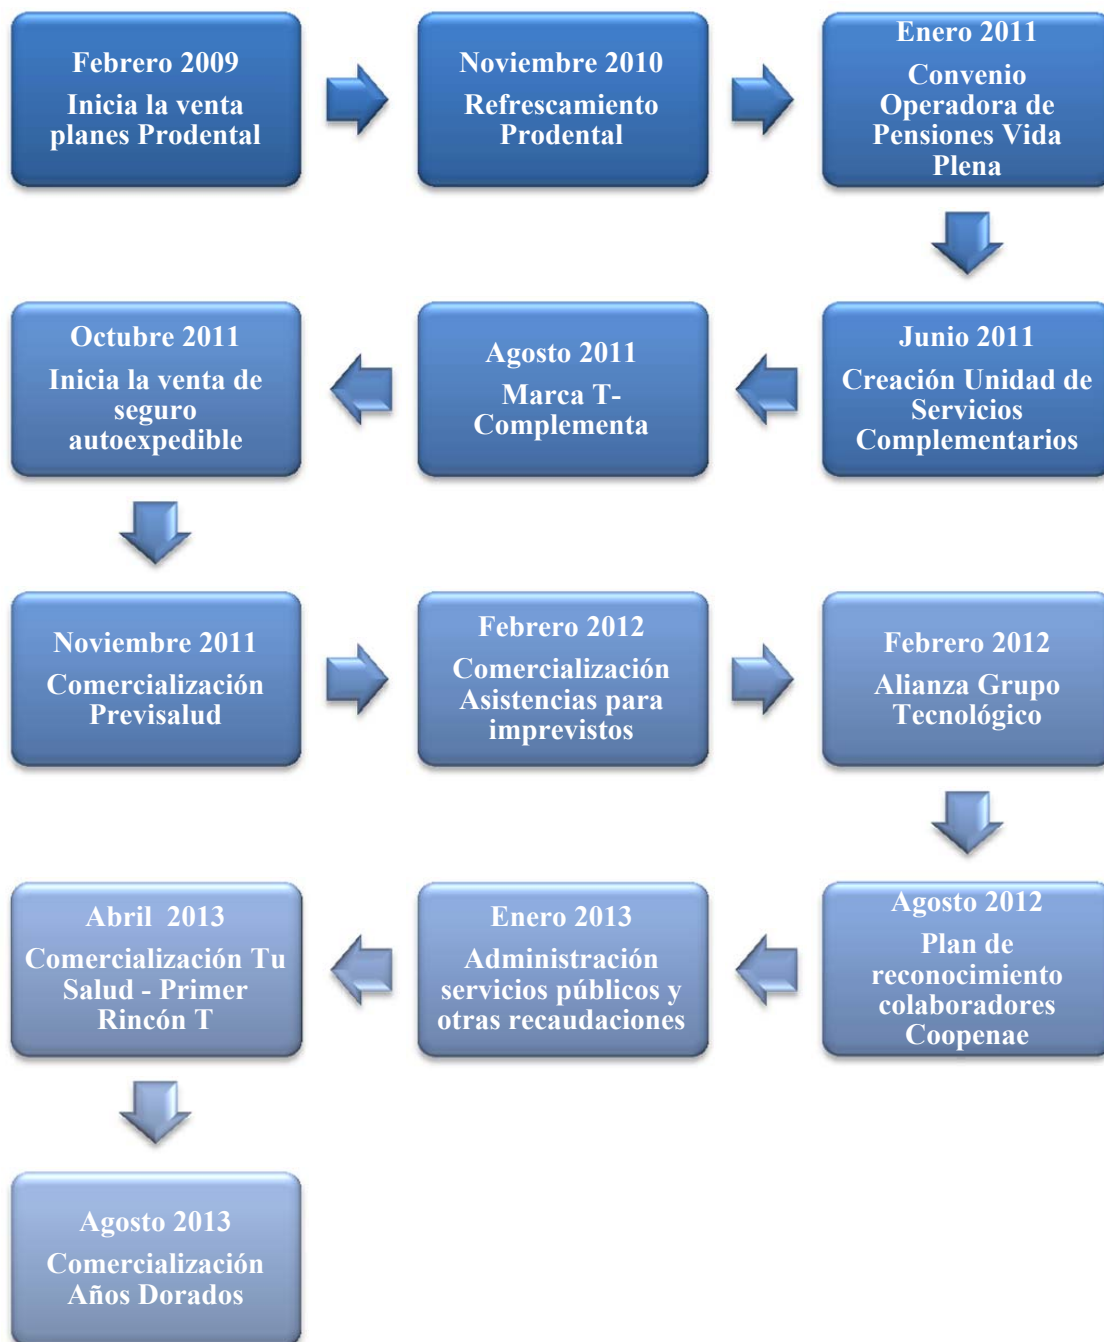 Febrero 2009
Inicia la venta
planes Prodental
Noviembre 2010
Refrescamiento
Prodental
Enero 2011
Convenio
Operadora de
Pensiones Vida
Plena
Junio 2011
Creación Unidad de
Servicios
Complementarios
Agosto 2011
Marca T-
Complementa
Octubre 2011
Inicia la venta de
seguro
autoexpedible
Noviembre 2011
Comercialización
Previsalud
Febrero 2012
Comercialización
Asistencias para
imprevistos
Febrero 2012
Alianza Grupo
Tecnológico
Agosto 2012
Plan de
reconocimiento
colaboradores
Coopenae
Enero 2013
Administración
servicios públicos y
otras recaudaciones
Abril  2013
Comercialización Tu
Salud - Primer
Rincón T
Agosto 2013
Comercialización
Años Dorados